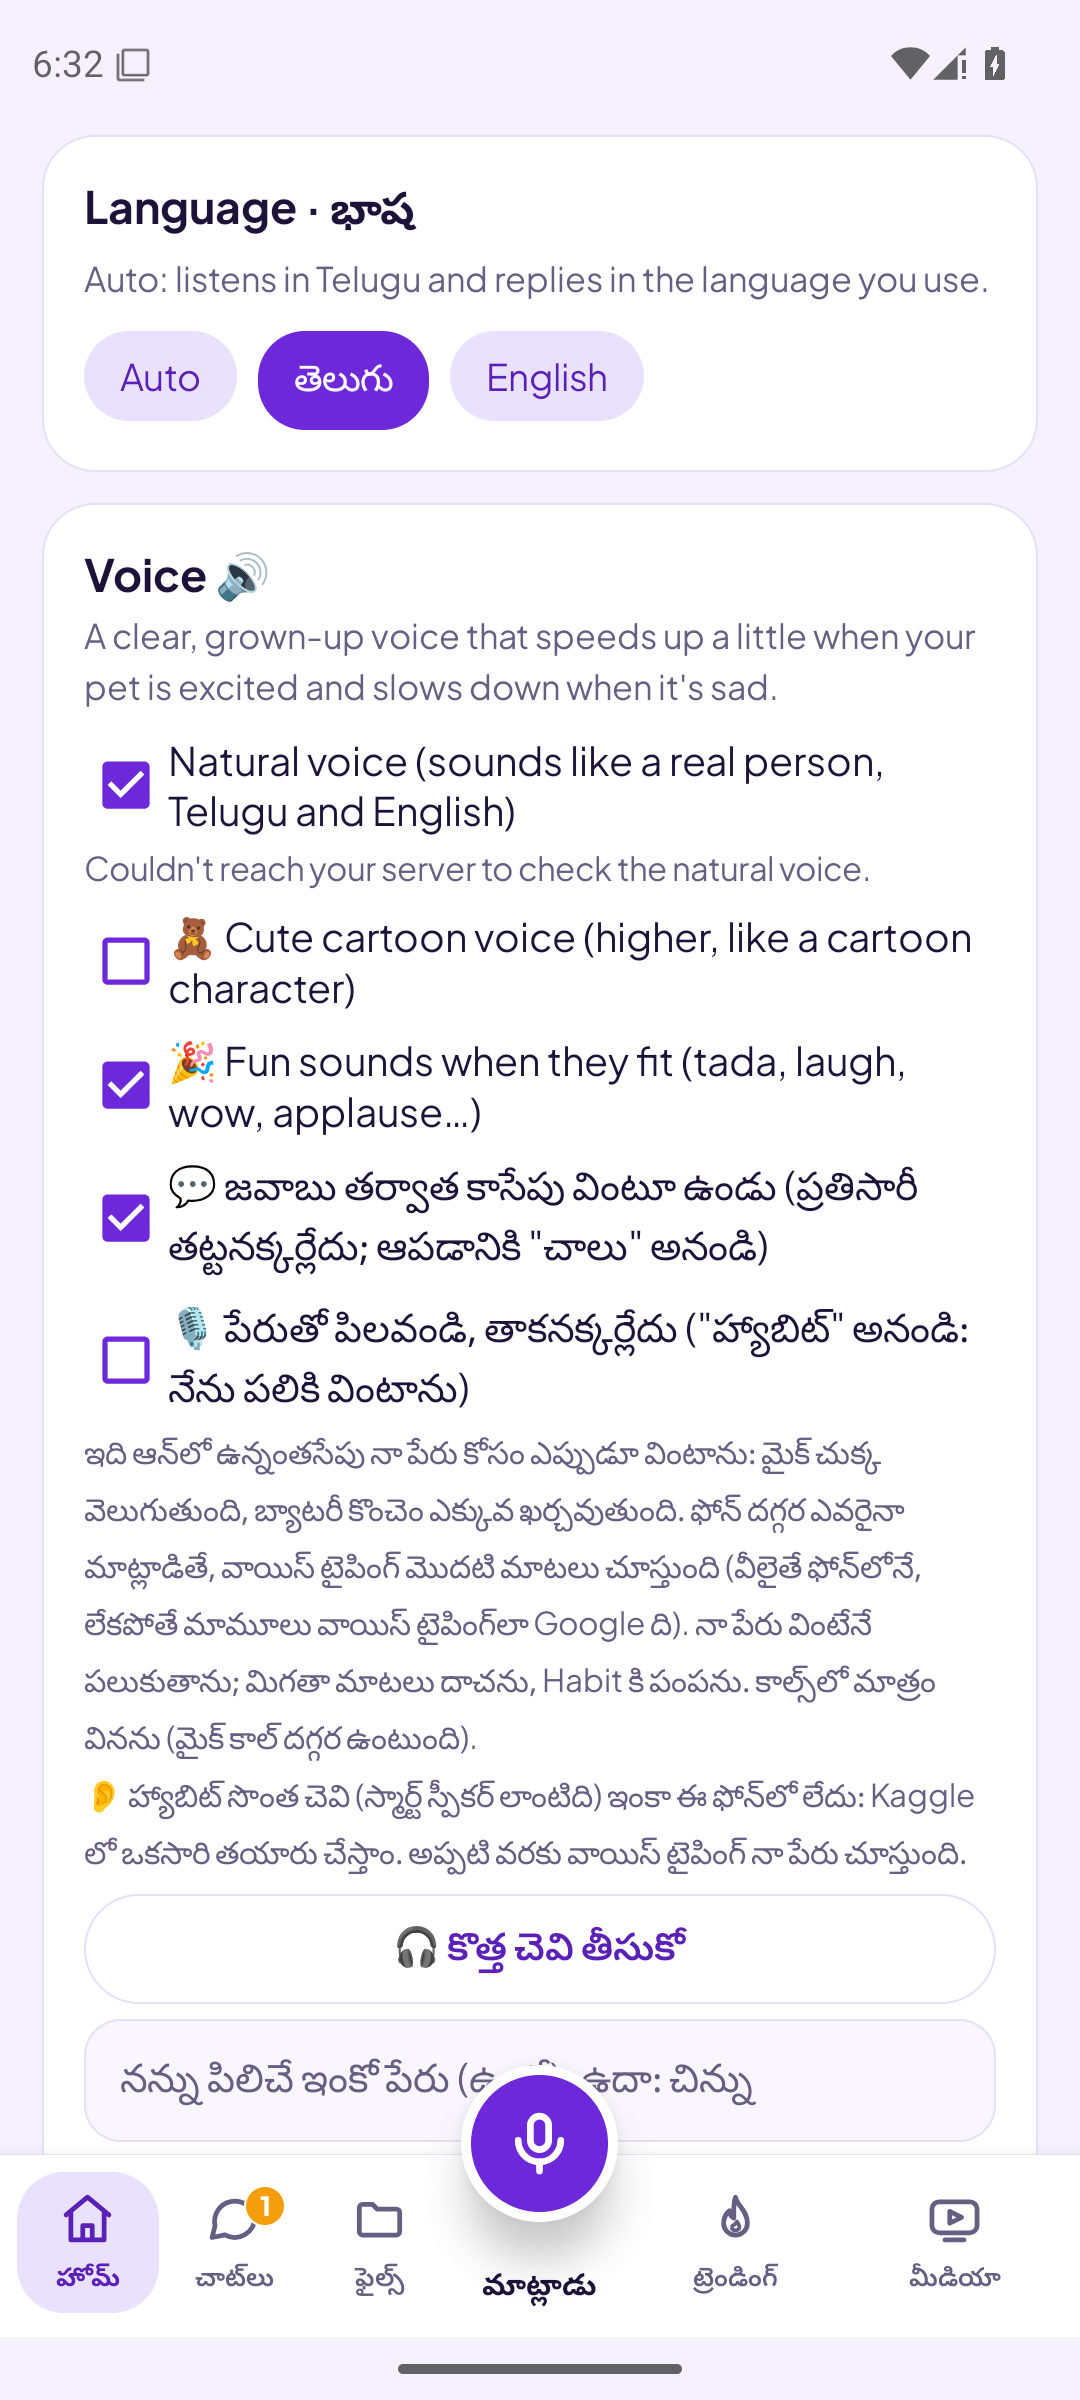 6:32
Language · భాష
Auto: listens in Telugu and replies in the language you use.
Auto
తెలుగు
English
Voice 🔊
A clear, grown-up voice that speeds up a little when your
pet is excited and slows down when it's sad.
Natural voice (sounds like a real person,
Telugu and English)
Couldn't reach your server to check the natural voice.
🧸 Cute cartoon voice (higher, like a cartoon
character)
🎉 Fun sounds when they fit (tada, laugh,
wow, applause…)
💬 జవాబు తర్వాత కాసేపు వింటూ ఉండు (ప్రతిసారీ
తట్టనక్కర్లేదు; ఆపడానికి "చాలు" అనండి)
🎙️ పేరుతో పిలవండి, తాకనక్కర్లేదు ("హ్యాబిట్" అనండి:
నేను పలికి వింటాను)
ఇది ఆన్‌లో ఉన్నంతసేపు నా పేరు కోసం ఎప్పుడూ వింటాను: మైక్ చుక్క
వెలుగుతుంది, బ్యాటరీ కొంచెం ఎక్కువ ఖర్చవుతుంది. ఫోన్ దగ్గర ఎవరైనా
మాట్లాడితే, వాయిస్ టైపింగ్ మొదటి మాటలు చూస్తుంది (వీలైతే ఫోన్‌లోనే,
లేకపోతే మామూలు వాయిస్ టైపింగ్‌లా Google ది). నా పేరు వింటేనే
పలుకుతాను; మిగతా మాటలు దాచను, Habit కి పంపను. కాల్స్‌లో మాత్రం
వినను (మైక్ కాల్ దగ్గర ఉంటుంది).
👂 హ్యాబిట్ సొంత చెవి (స్మార్ట్ స్పీకర్ లాంటిది) ఇంకా ఈ ఫోన్‌లో లేదు: Kaggle
లో ఒకసారి తయారు చేస్తాం. అప్పటి వరకు వాయిస్ టైపింగ్ నా పేరు చూస్తుంది.
🎧 కొత్త చెవి తీసుకో
నన్ను పిలిచే ఇంకో పేరు ఉదా: చిన్ను
హోమ్
చాట్‌లు
1
ఫైల్స్
మాట్లాడు
ట్రెండింగ్
మీడియా